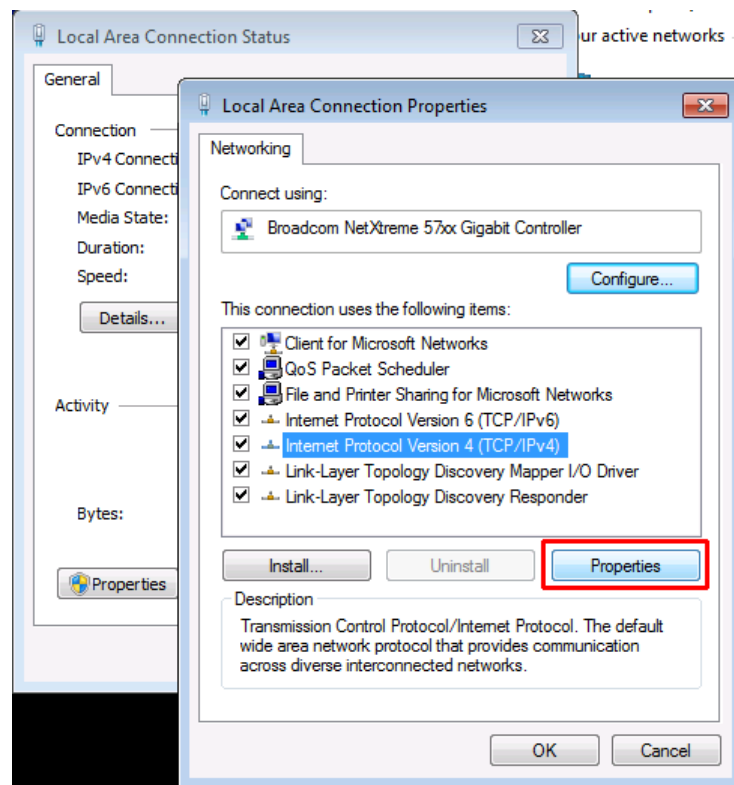 Local Area Connection Status
ur active networks
General
Connection
IPv4 Connecti
IPv6 Connecti
Media State:
Duration:
Speed:
Details...
Activity
Bytes:
Properties
Local Area Connection Properties
Networking
Connect using:
Broadcom NetXtreme 57xx Gigabit Controller
Configure...
This connection uses the following items:
Client for Microsoft Networks
QoS Packet Scheduler
File and Printer Sharing for Microsoft Networks
Internet Protocol Version 6 (TCP/IPv6)
Internet Protocol Version 4 (TCP/IPv4)
Link-Layer Topology Discovery Mapper I/O Driver
Link-Layer Topology Discovery Responder
Install...
Uninstall
Properties
Description
Transmission Control Protocol/Internet Protocol. The default
wide area network protocol that provides communication
across diverse interconnected networks.
OK
Cancel